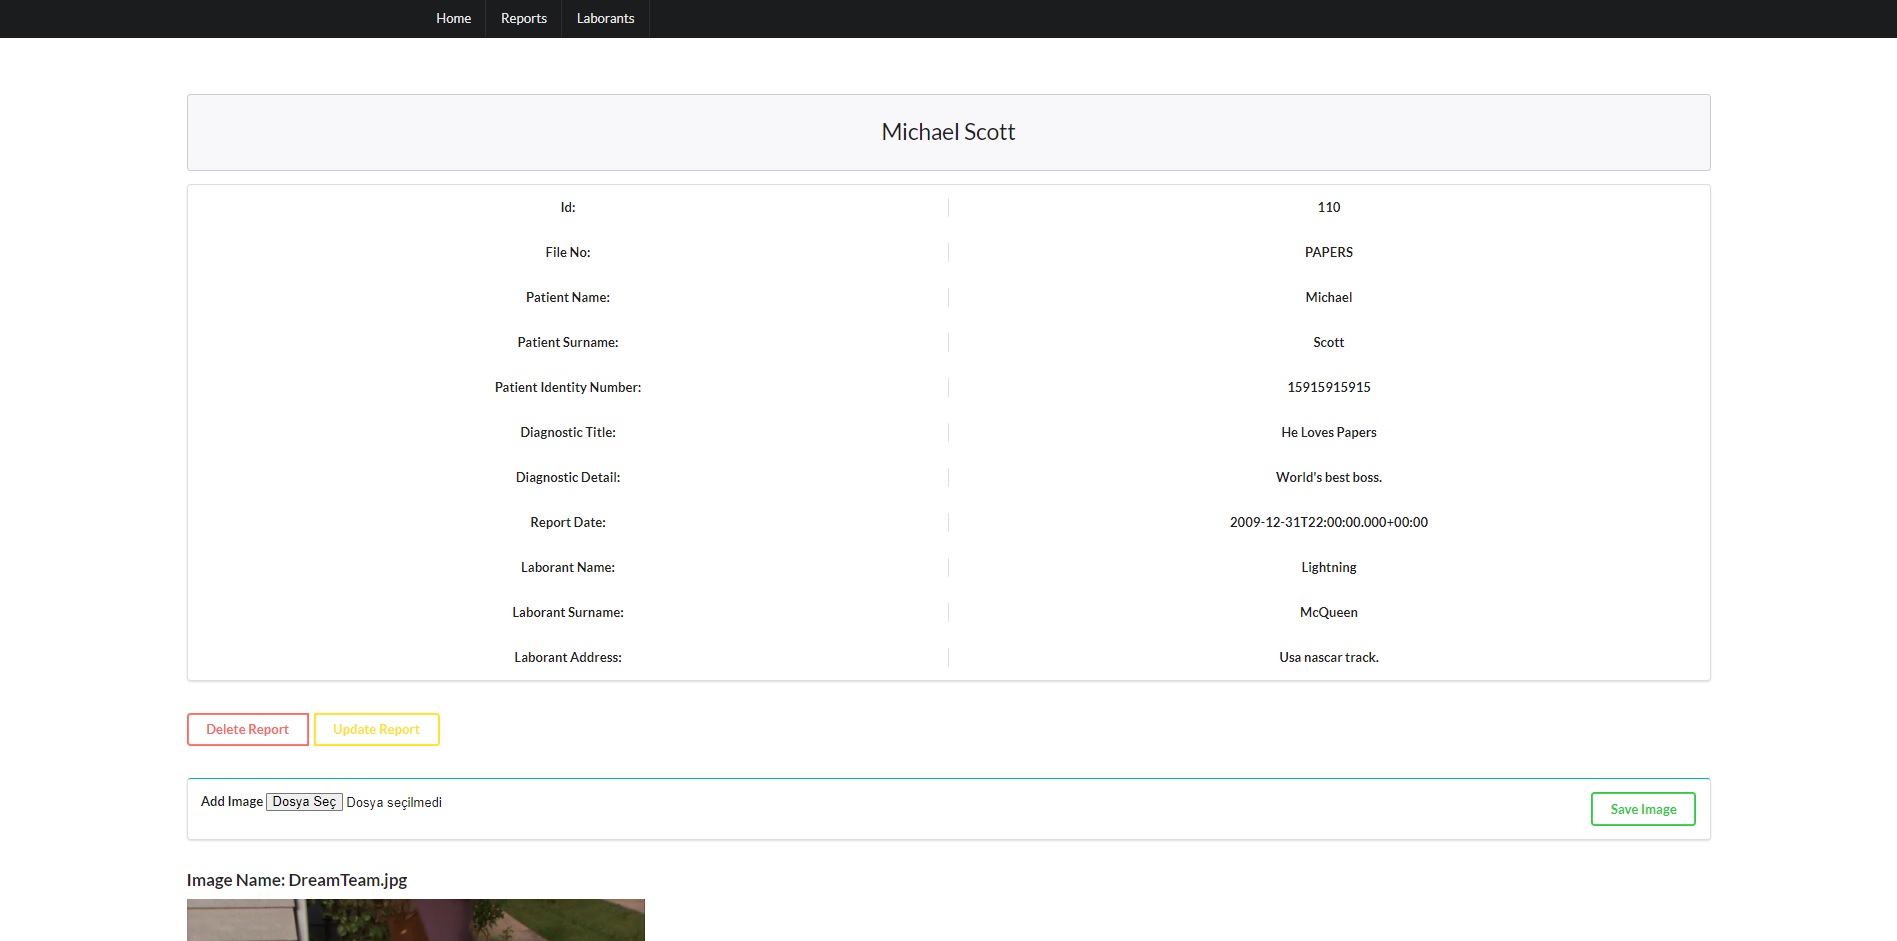 Home Reports Laborants
Michael Scott
Id: 110
File No: PAPERS
Patient Name: Michael
Patient Surname: Scott
Patient Identity Number: 15915915915
Diagnostic Title: He Loves Papers
Diagnostic Detail: World's best boss.
Report Date: 2009-12-31T22:00:00.000+00:00
Laborant Name: Lightning
Laborant Surname: McQueen
Laborant Address: Usa nascar track.
Delete Report Update Report
Add Image Dosya Seç Dosya seçilmedi Save Image
Image Name: DreamTeam.jpg